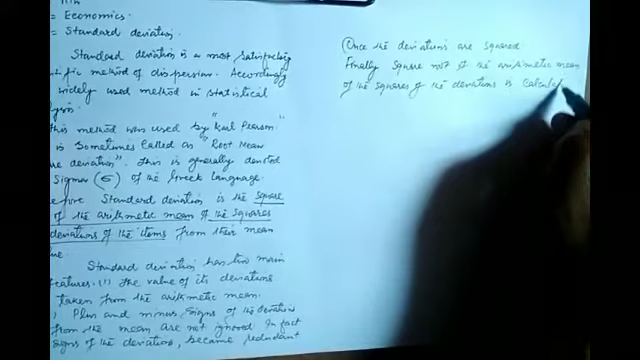 = Economics.
= Standard deviation.
Standard deviation is a most satisfactory
fic method of dispersion. Accordingly
widely used method in statistical
lysis.
this method was used by "Karl Pearson"
is Sometimes Called as "Root Mean
are deviation". This is generally denoted
Sigma (σ) of the Greek Language.
efore Standard deviation is the square
of the arithmetic mean of the squares
deviations of the items from their mean
ue.
Standard deviation has two main
features. (1) The value of its deviations
taken from the arithmetic mean.
) Plus and minus signs of the deviations
from the mean are not ignored In fact
signs of the deviation, became redundant
Once the deviations are squared.
Finally Square root of the arithmetic mean
of the squares of the deviations is Calculat